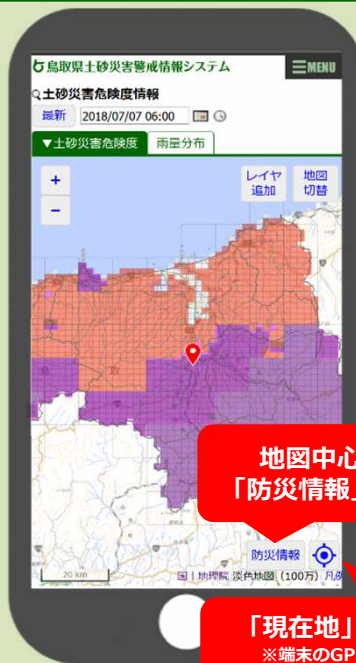 鳥取県土砂災害警戒情報システム
MENU
土砂災害危険度情報
最新 2018/07/07 06:00
▼土砂災害危険度 雨量分布
+
−
レイヤ
追加
地図
切替
取
地図中心
「防災情報」
防災情報
20 km
地理院 淡色地図 (100万) 凡例
「現在地」
※端末のGP